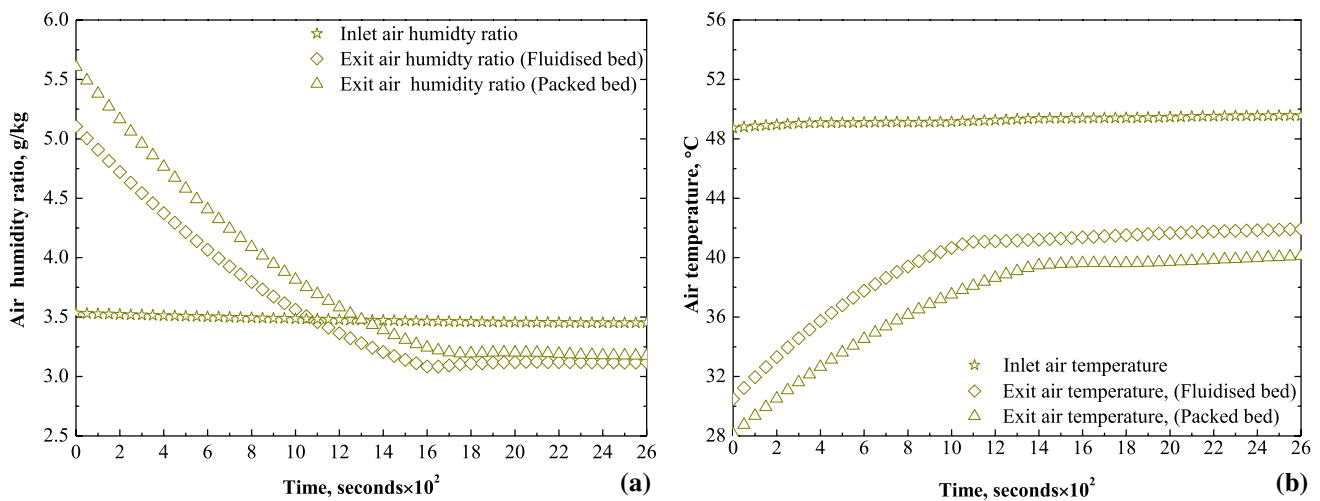 6.0
5.5
5.0
4.5
4.0
3.5
3.0
2.5
Air humidity ratio, g/kg
Inlet air humidity ratio
Exit air humidty ratio (Fluidised bed)
Exit air humidity ratio (Packed bed)
0 2 4 6 8 10 12 14 16 18 20 22 24 26
Time, seconds×10²
(a)
56
52
48
44
40
36
32
28
Air temperature, °C
Inlet air temperature
Exit air temperature, (Fluidised bed)
Exit air temperature, (Packed bed)
0 2 4 6 8 10 12 14 16 18 20 22 24 26
Time, seconds×10²
(b)